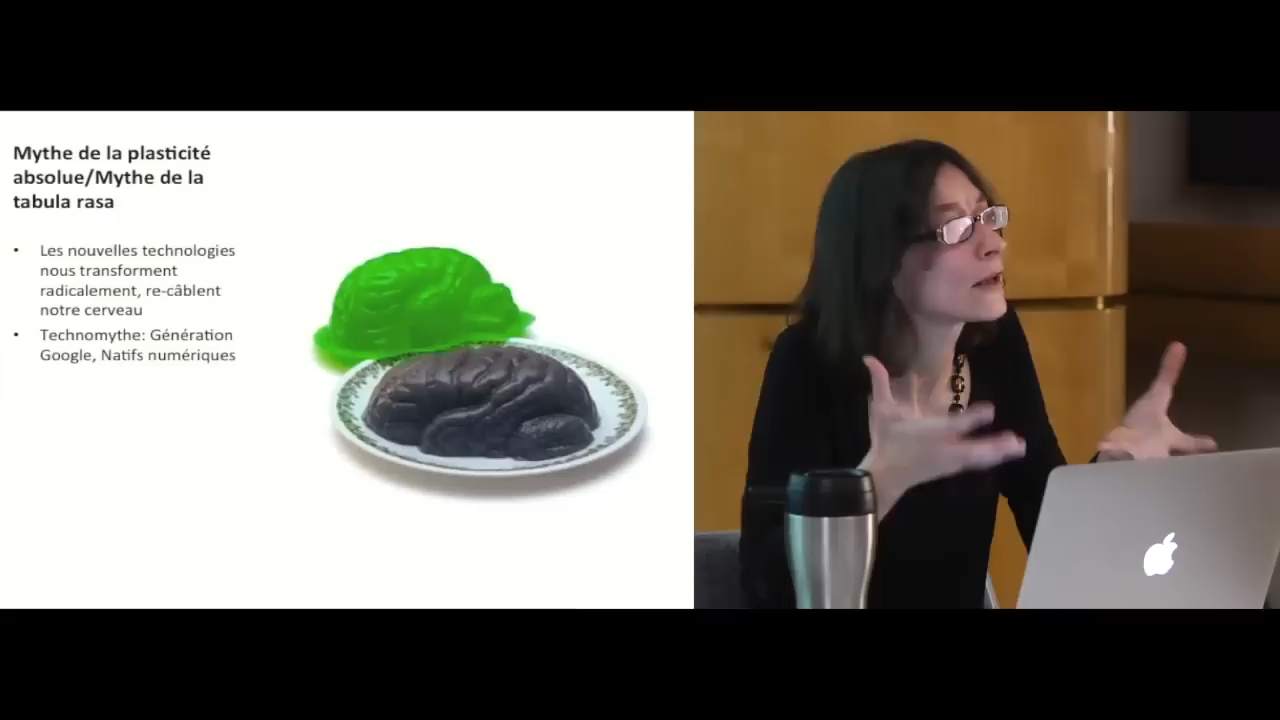 Mythe de la plasticité
absolue/Mythe de la
tabula rasa
• Les nouvelles technologies
nous transforment
radicalement, re-câblent
notre cerveau
• Technomythe: Génération
Google, Natifs numériques